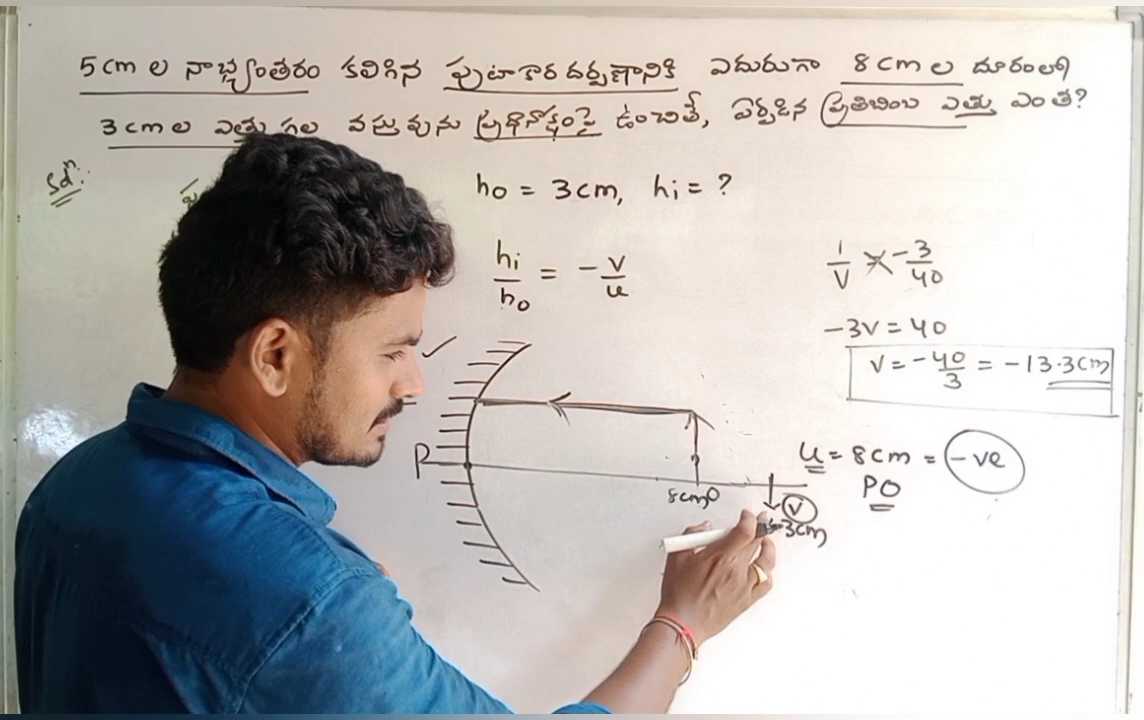 5cm ల నాభ్యంతరం కలిగిన పుటాకార దర్పణానికి ఎదురుగా 8cm ల దూరంలో
3cm ల ఎత్తు గల వస్తువును ప్రధానాక్షంపై ఉంచితే, ఏర్పడిన ప్రతిబింబ ఎత్తు ఎంత?
Sol:
ho = 3cm, hi = ?
hi/ho = -v/u
1/v × -3/40
-3v = 40
v = -40/3 = -13.3cm
u = 8cm = -ve
PO
P
8cm O
v
3cm